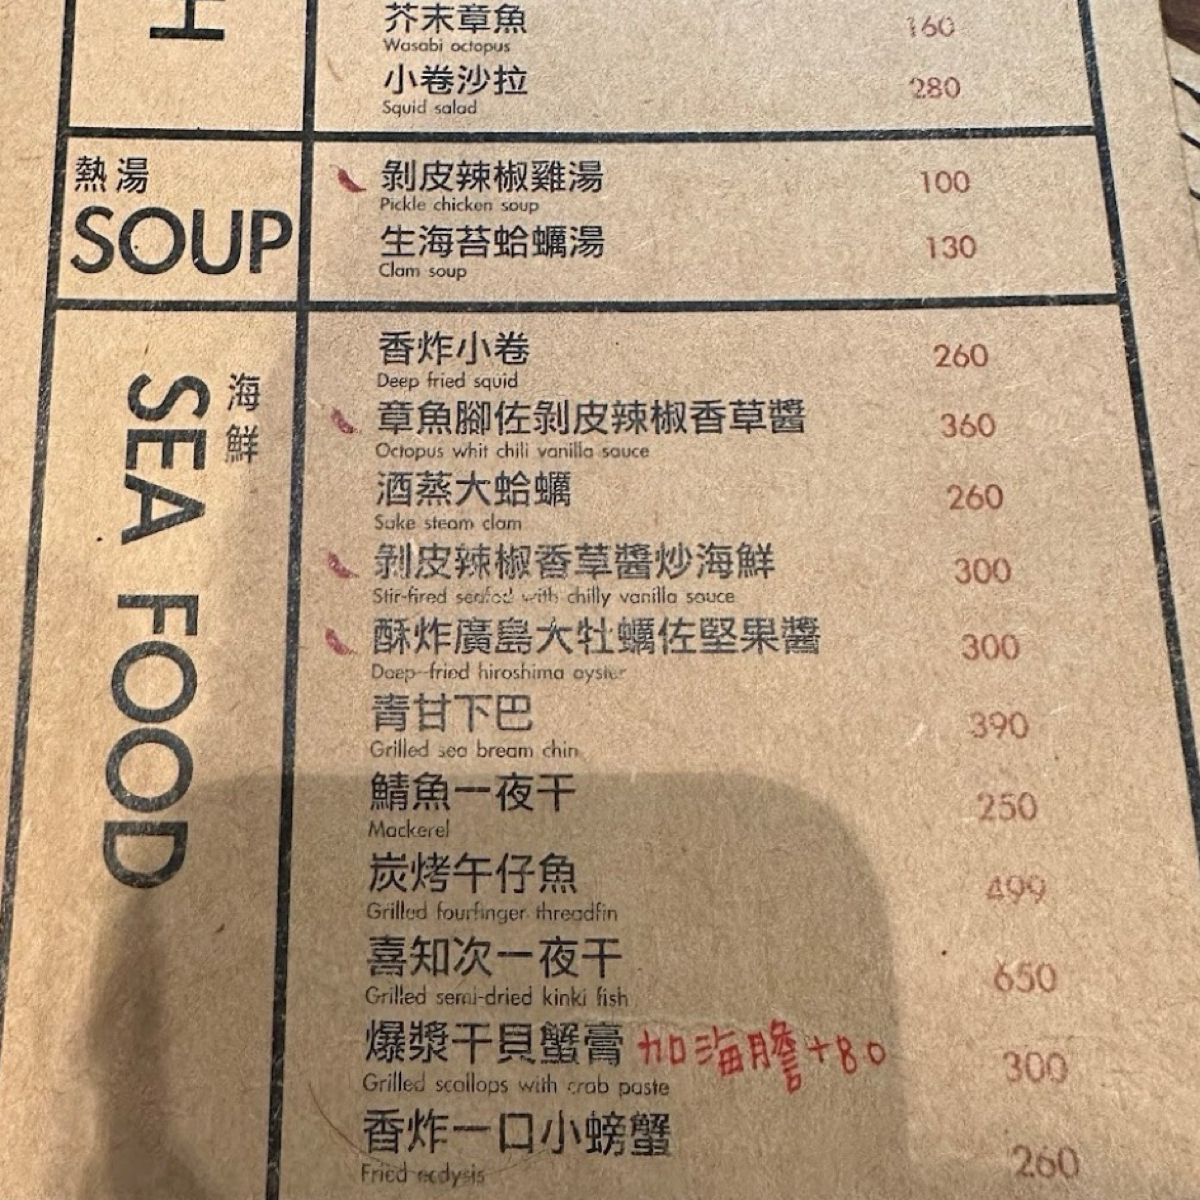 H
芥末章魚 160
Wasabi octopus
小卷沙拉 280
Squid salad
熱湯
SOUP
剝皮辣椒雞湯 100
Pickle chicken soup
生海苔蛤蠣湯 130
Clam soup
海鮮
SEA FOOD
香炸小卷 260
Deep fried squid
章魚腳佐剝皮辣椒香草醬 360
Octopus whit chili vanilla sauce
酒蒸大蛤蠣 260
Sake steam clam
剝皮辣椒香草醬炒海鮮 300
Stir-fired seafod with chilly vanilla sauce
酥炸廣島大牡蠣佐堅果醬 300
Deep-fried hiroshima oyster
青甘下巴 390
Grilled sea bream chin
鯖魚一夜干 250
Mackerel
炭烤午仔魚 499
Grilled fourfinger threadfin
喜知次一夜干 650
Grilled semi-dried kinki fish
爆漿干貝蟹膏 加海膽+80 300
Grilled scallops with crab paste
香炸一口小螃蟹 260
Fried ecdysis